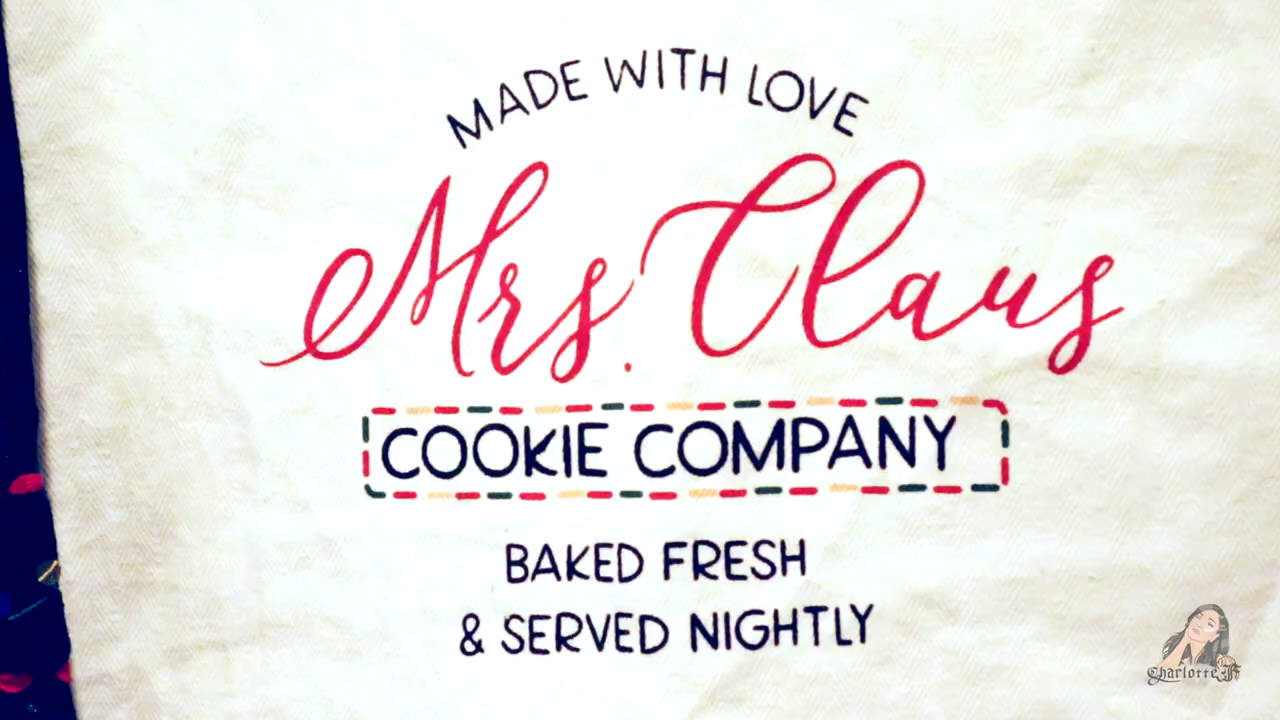 MADE WITH LOVE
Mrs. Claus
COOKIE COMPANY
BAKED FRESH
& SERVED NIGHTLY
Charlotte F